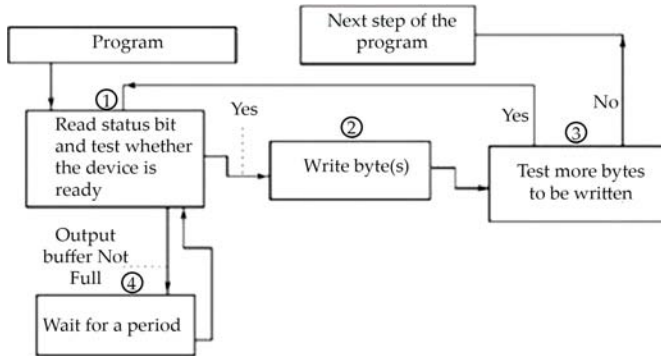 Program
Next step of the
program
①
Yes
Yes
No
Read status bit
and test whether
the device is
ready
②
Write byte(s)
③
Test more bytes
to be written
Output
buffer Not
Full
④
Wait for a period